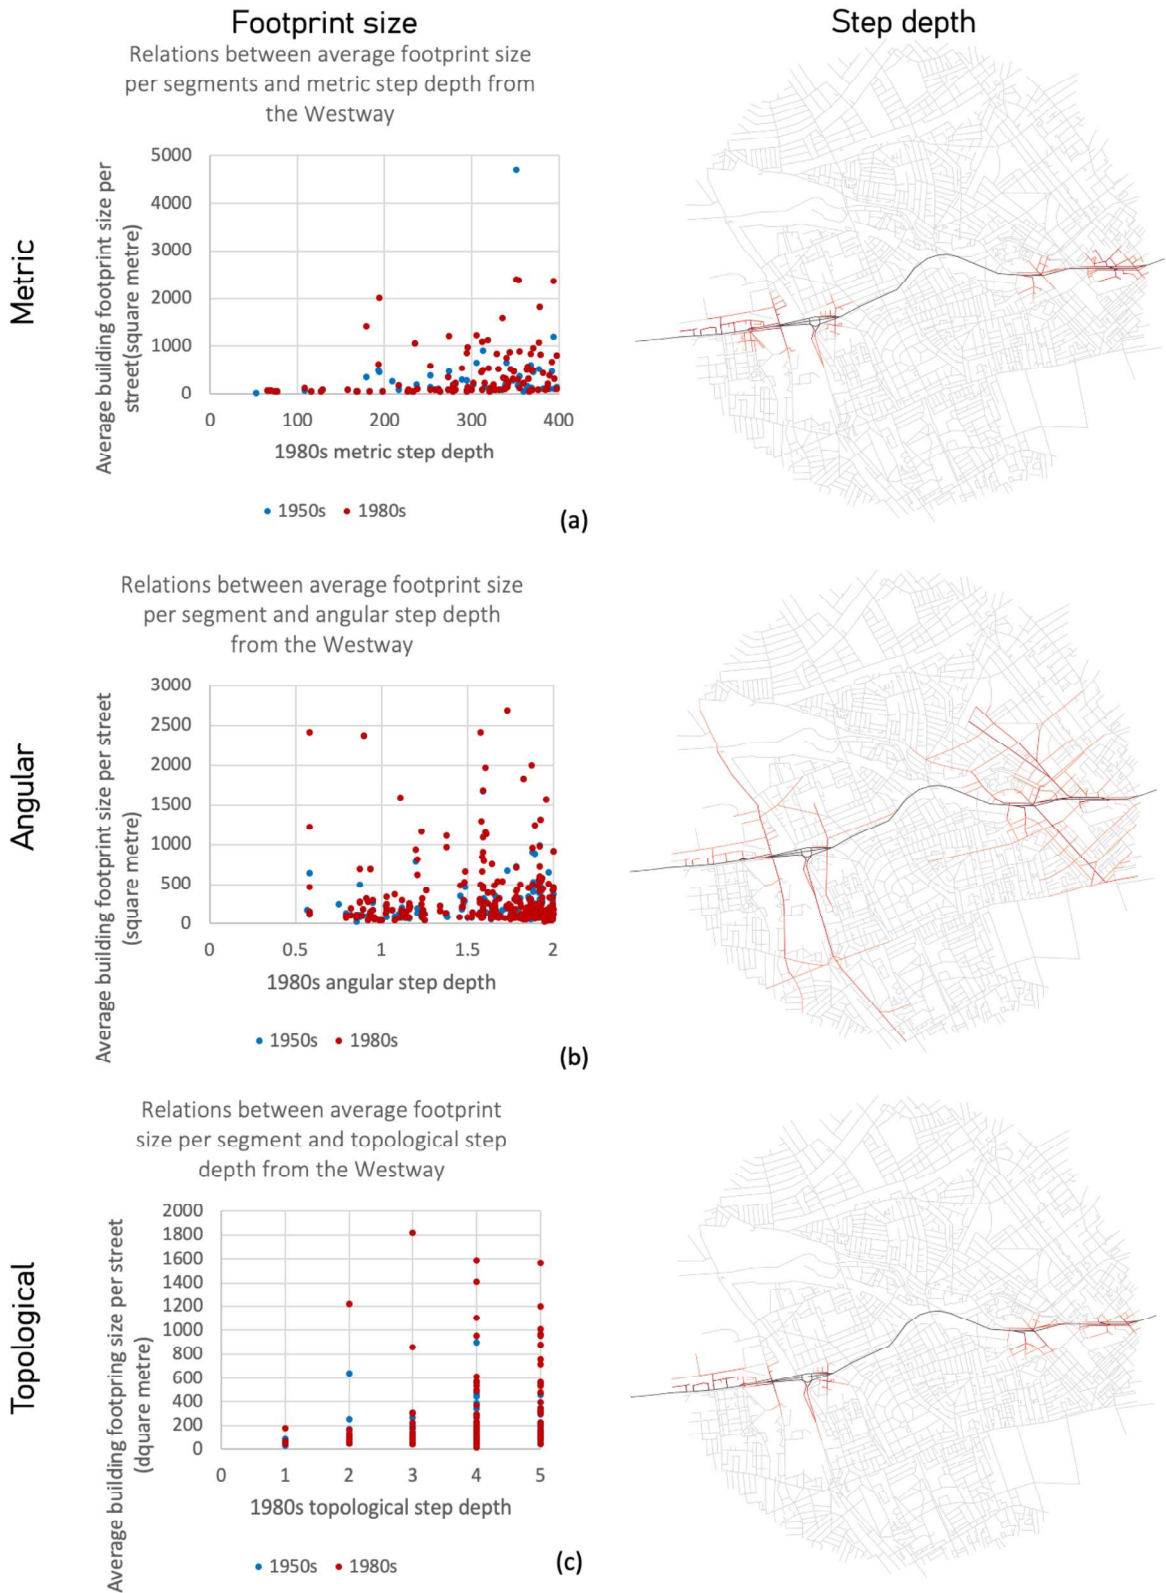 Footprint size
Step depth
Metric
Relations between average footprint size
per segments and metric step depth from
the Westway
Average building footprint size per
street(square metre)
5000
4000
3000
2000
1000
0
0 100 200 300 400
1980s metric step depth
1950s 1980s
(a)
Angular
Relations between average footprint size
per segment and angular step depth
from the Westway
Average building footprint size per street
(square metre)
3000
2500
2000
1500
1000
500
0
0 0.5 1 1.5 2
1980s angular step depth
1950s 1980s
(b)
Topological
Relations between average footprint
size per segment and topological step
depth from the Westway
Average building footpring size per street
(dquare metre)
2000
1800
1600
1400
1200
1000
800
600
400
200
0
0 1 2 3 4 5
1980s topological step depth
1950s 1980s
(c)